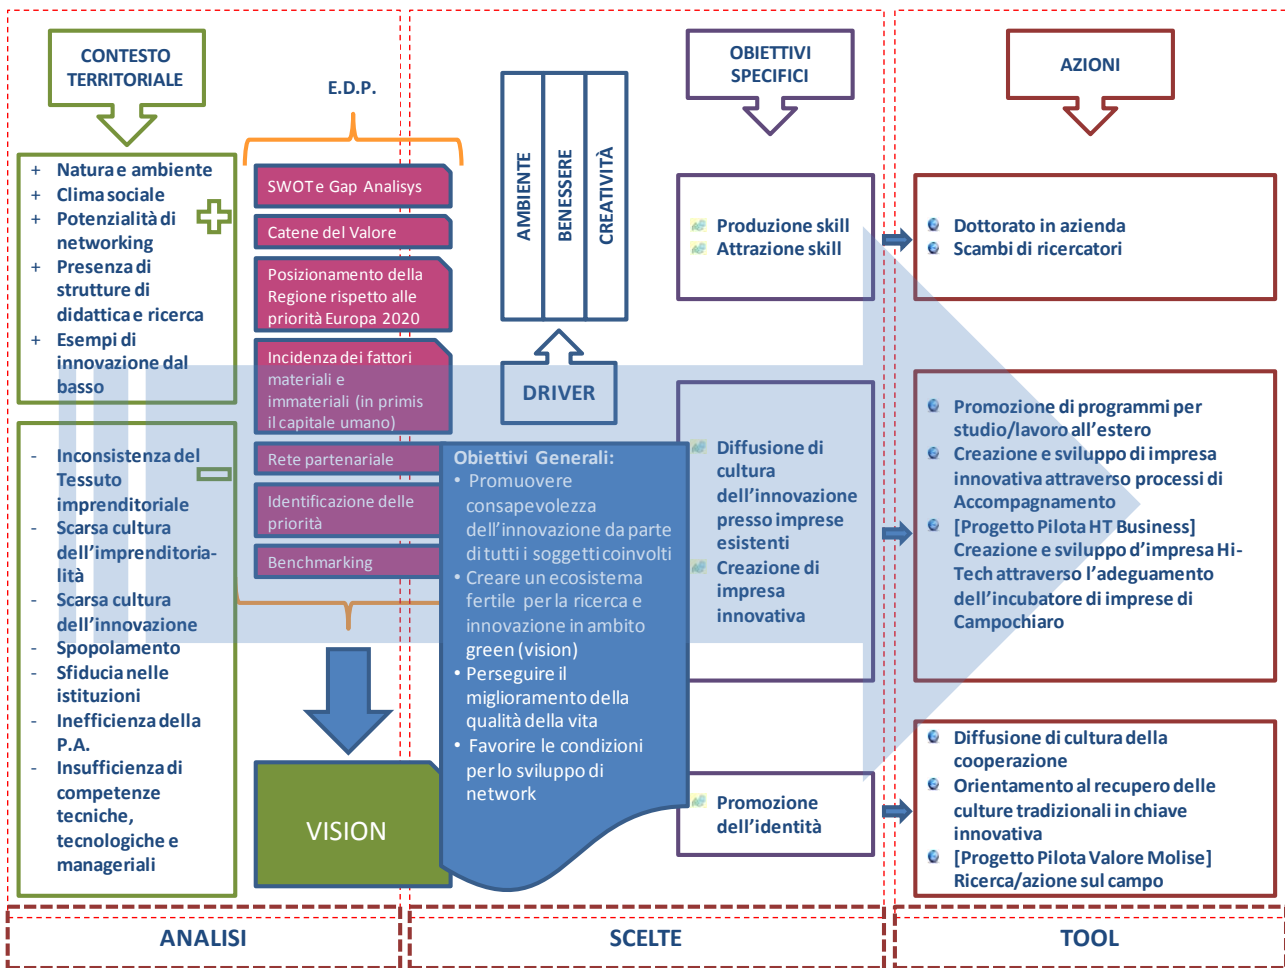 CONTESTO
TERRITORIALE
+ Natura e ambiente
+ Clima sociale
+ Potenzialità di
networking
+ Presenza di
strutture di
didattica e ricerca
+ Esempi di
innovazione dal
basso
- Inconsistenza del
Tessuto
imprenditoriale
- Scarsa cultura
dell'imprenditoria-
lità
- Scarsa cultura
dell'innovazione
- Spopolamento
- Sfiducia nelle
istituzioni
- Inefficienza della
P.A.
- Insufficienza di
competenze
tecniche,
tecnologiche e
manageriali
E.D.P.
SWOT e Gap Analisys
Catene del Valore
Posizionamento della
Regione rispetto alle
priorità Europa 2020
Incidenza dei fattori
materiali e
immateriali (in primis
il capitale umano)
Rete partenariale
Identificazione delle
priorità
Benchmarking
VISION
AMBIENTE
BENESSERE
CREATIVITÀ
DRIVER
Obiettivi Generali:
• Promuovere
consapevolezza
dell'innovazione da parte
di tutti i soggetti coinvolti
• Creare un ecosistema
fertile per la ricerca e
innovazione in ambito
green (vision)
• Perseguire il
miglioramento della
qualità della vita
• Favorire le condizioni
per lo sviluppo di
network
OBIETTIVI
SPECIFICI
Produzione skill
Attrazione skill
Diffusione di
cultura
dell'innovazione
presso imprese
esistenti
Creazione di
impresa
innovativa
Promozione
dell'identità
AZIONI
Dottorato in azienda
Scambi di ricercatori
Promozione di programmi per
studio/lavoro all'estero
Creazione e sviluppo di impresa
innovativa attraverso processi di
Accompagnamento
[Progetto Pilota HT Business]
Creazione e sviluppo d'impresa Hi-
Tech attraverso l'adeguamento
dell'incubatore di imprese di
Campochiaro
Diffusione di cultura della
cooperazione
Orientamento al recupero delle
culture tradizionali in chiave
innovativa
[Progetto Pilota Valore Molise]
Ricerca/azione sul campo
ANALISI
SCELTE
TOOL